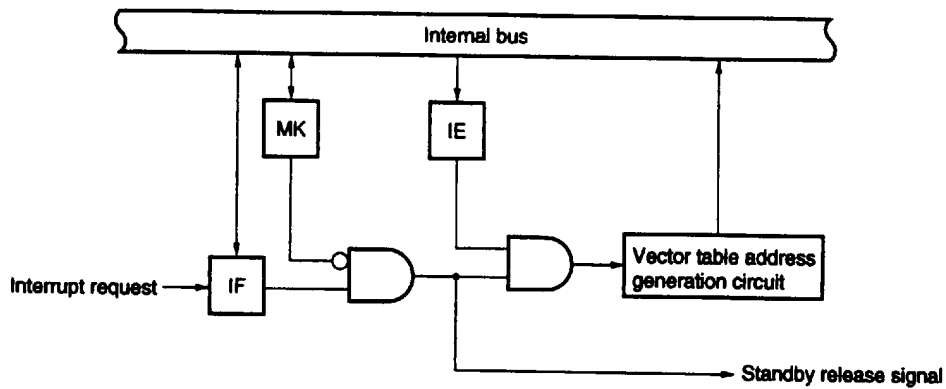 Internal bus
MK
IE
Interrupt request
IF
Vector table address
generation circuit
Standby release signal